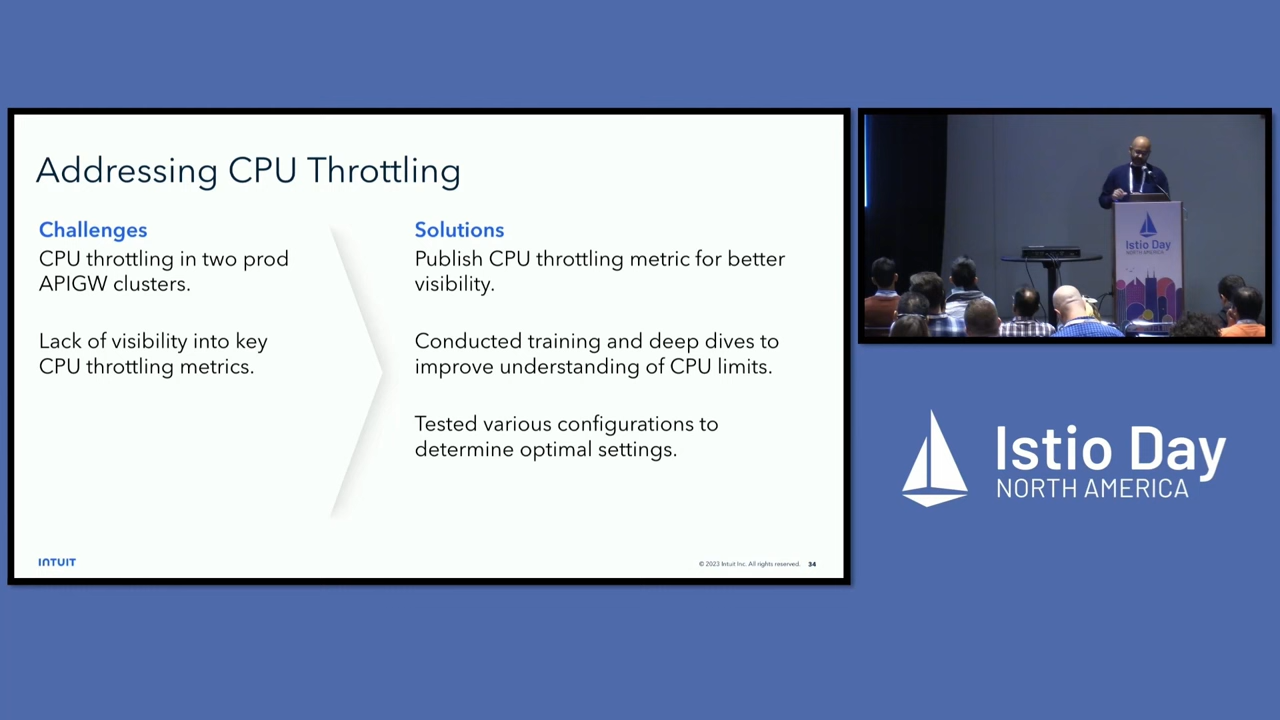 Addressing CPU Throttling
Challenges
CPU throttling in two prod
APIGW clusters.
Lack of visibility into key
CPU throttling metrics.
Solutions
Publish CPU throttling metric for better
visibility.
Conducted training and deep dives to
improve understanding of CPU limits.
Tested various configurations to
determine optimal settings.
INTUIT
© 2023 Intuit Inc. All rights reserved. 34
Istio Day
NORTH AMERICA
Istio Day
NORTH AMERICA